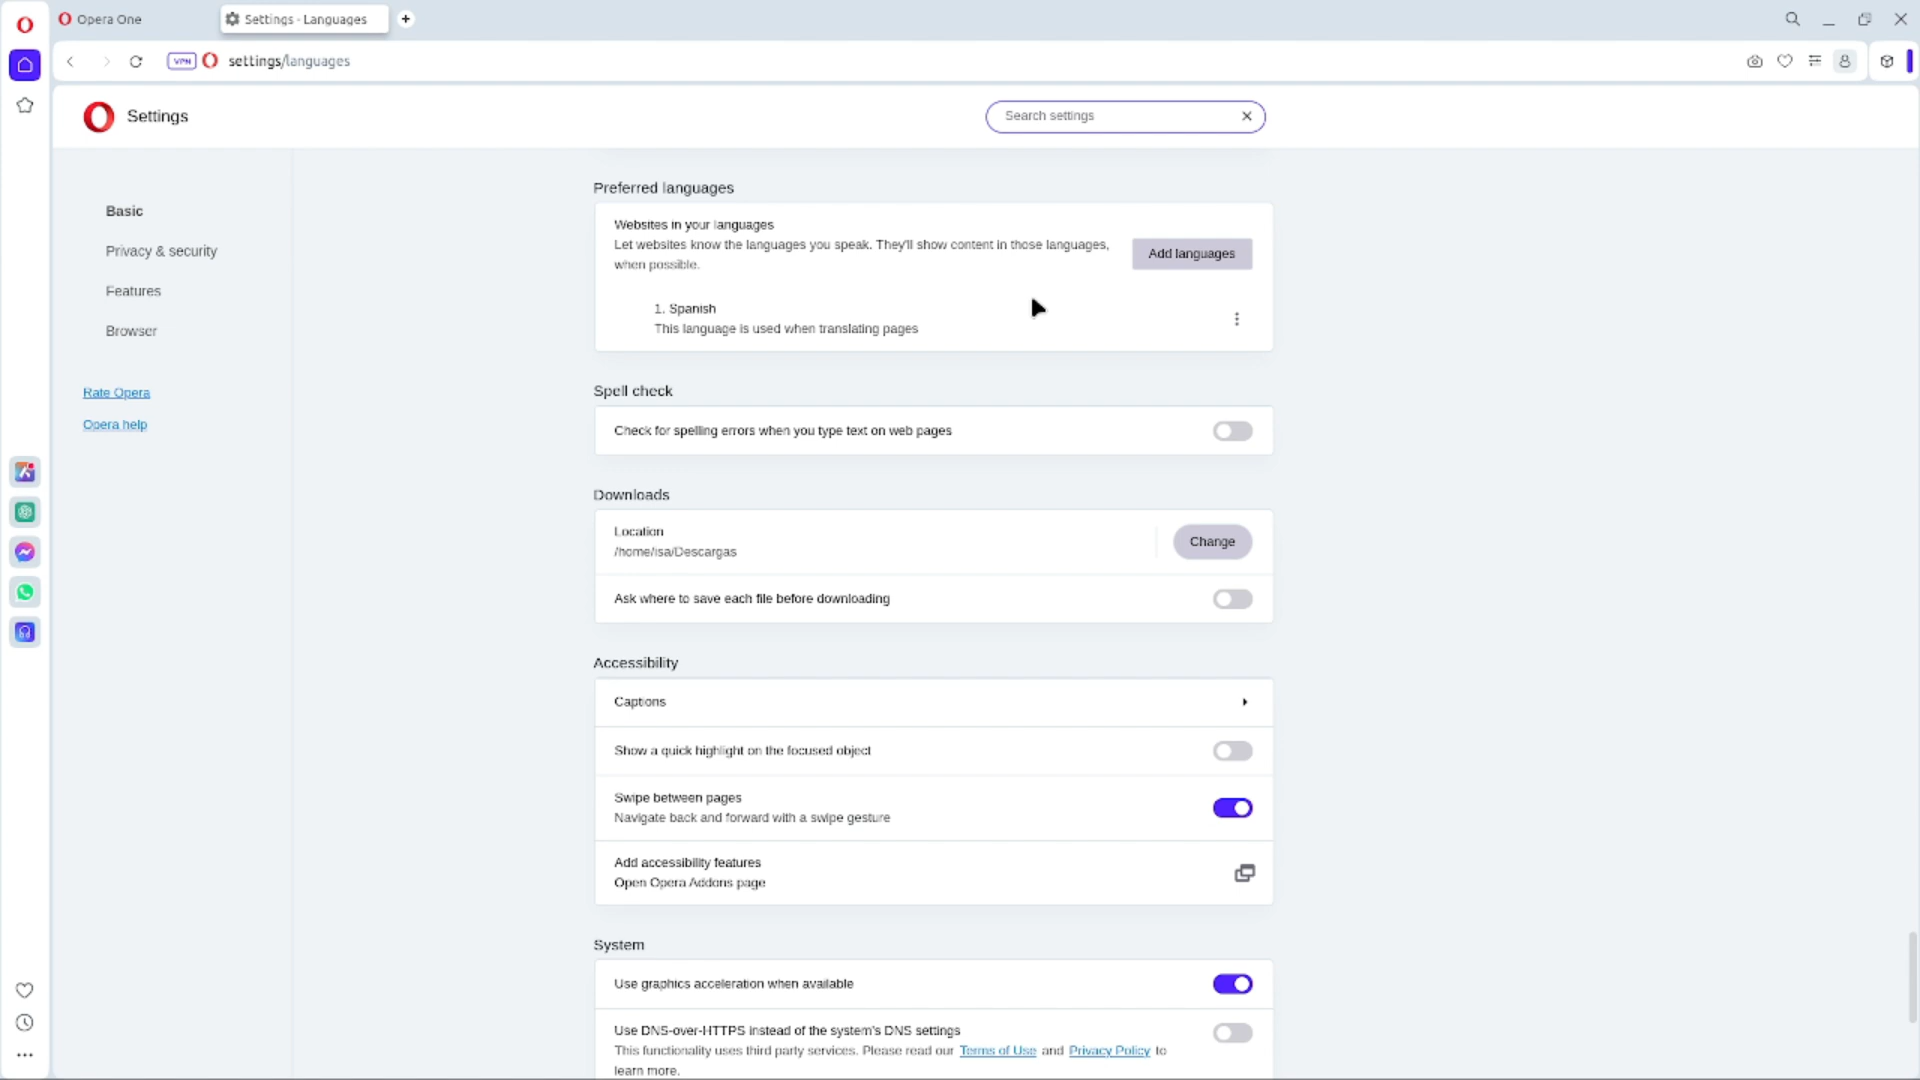 Opera One
Settings - Languages
VPN
settings/languages
Settings
Search settings
Basic
Privacy & security
Features
Browser
Rate Opera
Opera help
Preferred languages
Websites in your languages
Let websites know the languages you speak. They'll show content in those languages,
when possible.
Add languages
1. Spanish
This language is used when translating pages
Spell check
Check for spelling errors when you type text on web pages
Downloads
Location
/home/isa/Descargas
Change
Ask where to save each file before downloading
Accessibility
Captions
Show a quick highlight on the focused object
Swipe between pages
Navigate back and forward with a swipe gesture
Add accessibility features
Open Opera Addons page
System
Use graphics acceleration when available
Use DNS-over-HTTPS instead of the system's DNS settings
This functionality uses third party services. Please read our Terms of Use and Privacy Policy to
learn more.